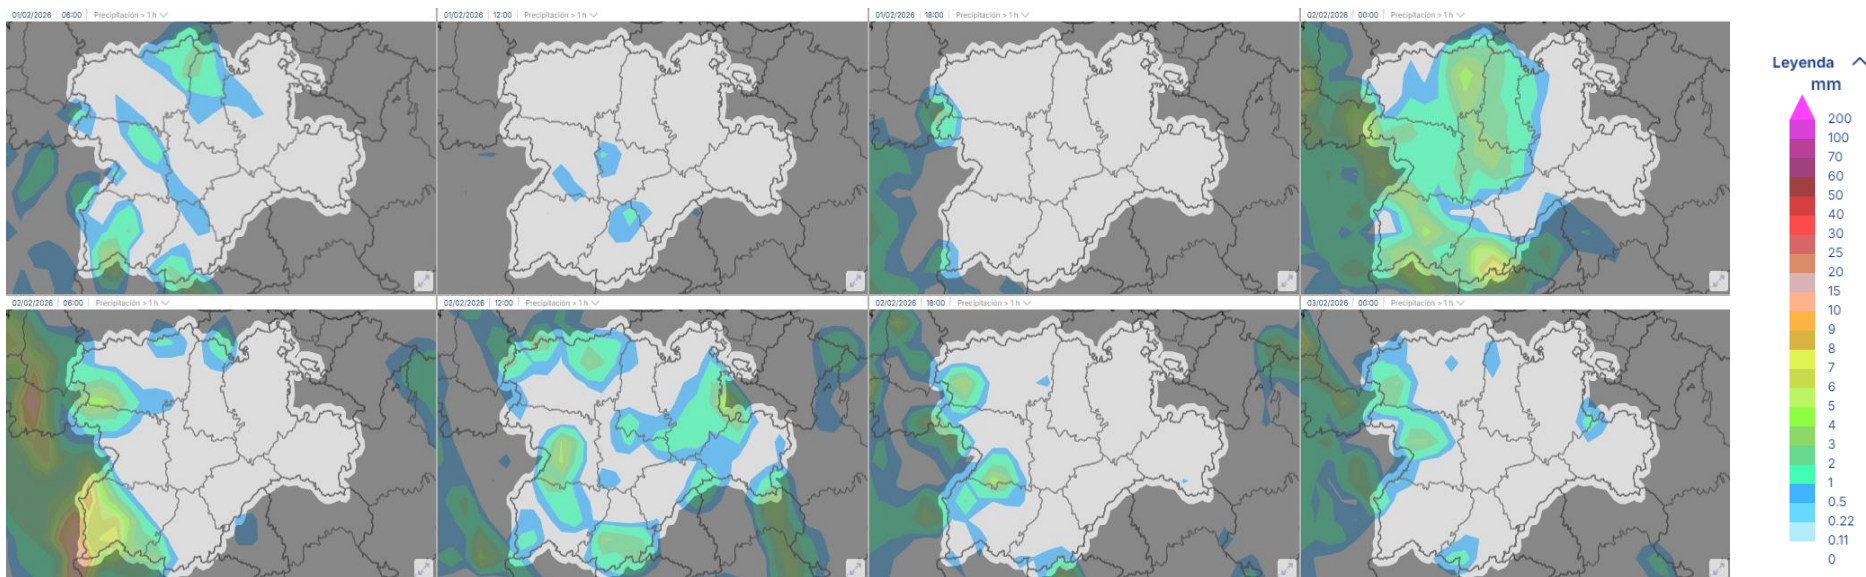 01/02/2026 06:00 Precipitación > 1 h
01/02/2026 12:00 Precipitación > 1 h
01/02/2026 18:00 Precipitación > 1 h
02/02/2026 00:00 Precipitación > 1 h
02/02/2026 06:00 Precipitación > 1 h
02/02/2026 12:00 Precipitación > 1 h
02/02/2026 18:00 Precipitación > 1 h
03/02/2026 00:00 Precipitación > 1 h
Leyenda
mm
200
100
70
60
50
40
30
25
20
15
10
9
8
7
6
5
4
3
2
1
0.5
0.22
0.11
0